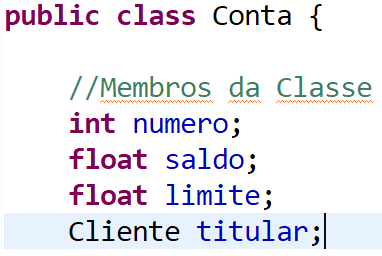 public class Conta {
//Membros da Classe
int numero;
float saldo;
float limite;
Cliente titular;